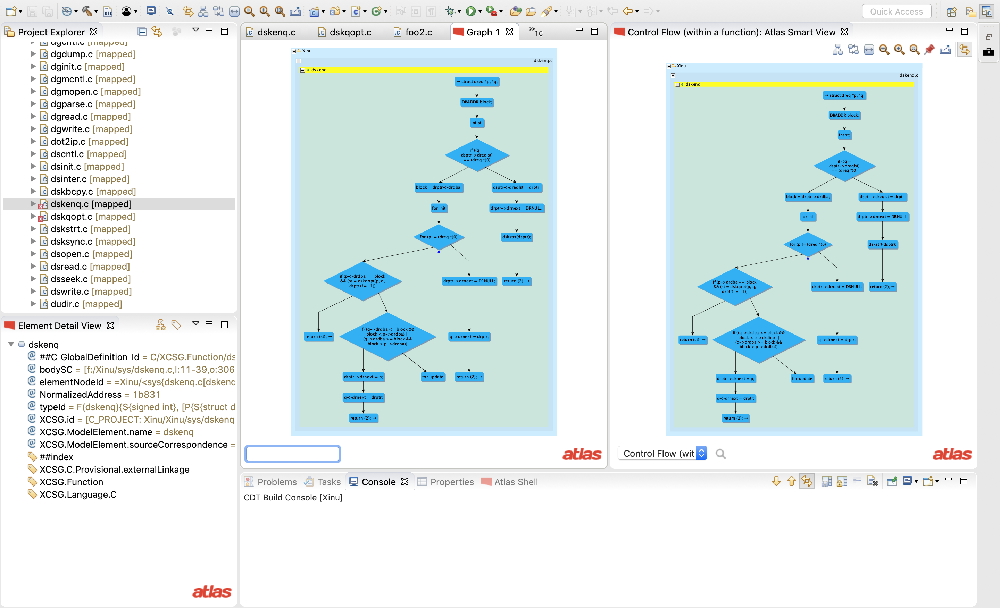 Quick Access
Project Explorer
dgcntl.c [mapped]
dgdump.c [mapped]
dginit.c [mapped]
dgmcntl.c [mapped]
dgmopen.c [mapped]
dgparse.c [mapped]
dgread.c [mapped]
dgwrite.c [mapped]
dot2ip.c [mapped]
dscntl.c [mapped]
dsinit.c [mapped]
dsinter.c [mapped]
dskbcpy.c [mapped]
dskenq.c [mapped]
dskqopt.c [mapped]
dskstrt.c [mapped]
dsksync.c [mapped]
dsopen.c [mapped]
dsread.c [mapped]
dsseek.c [mapped]
dswrite.c [mapped]
dudir.c [mapped]
Element Detail View
dskenq
##C_GlobalDefinition_Id = C/XCSG.Function/ds
bodySC = [f:/Xinu/sys/dskenq.c,l:11-39,o:306
elementNodeId = =Xinu/<sys{dskenq.c[dskenq
NormalizedAddress = 1b831
typeId = F(dskenq){S{signed int}, [P{S{struct d
XCSG.id = [C_PROJECT: Xinu/Xinu/sys/dskenq
XCSG.ModelElement.name = dskenq
XCSG.ModelElement.sourceCorrespondence =
##index
XCSG.C.Provisional.externalLinkage
XCSG.Function
XCSG.Language.C
atlas
dskenq.c
dskqopt.c
foo2.c
Graph 1
»16
Xinu
dskenq.c
dskenq
→ struct dreq *p, *q;
DBADDR block;
int st;
if ((q =
dsptr->dreqlst)
== (dreq *)0)
block = drptr->drdba;
dsptr->dreqlst = drptr;
for init
drptr->drnext = DRNULL;
for (p != (dreq *)0)
dskstrt(dsptr);
if (p->drdba == block
&& (st = dskqopt(p, q,
drptr) != -1))
drptr->drnext = DRNULL;
return (2); →
return (st); →
if ((q->drdba <= block &&
block < p->drdba) ||
(q->drdba >= block &&
block > p->drdba))
q->drnext = drptr;
drptr->drnext = p;
for update
return (2); →
q->drnext = drptr;
return (2); →
atlas
Control Flow (within a function): Atlas Smart View
Xinu
dskenq.c
dskenq
→ struct dreq *p, *q;
DBADDR block;
int st;
if ((q =
dsptr->dreqlst)
== (dreq *)0)
block = drptr->drdba;
dsptr->dreqlst = drptr;
for init
drptr->drnext = DRNULL;
for (p != (dreq *)0)
dskstrt(dsptr);
if (p->drdba == block
&& (st = dskqopt(p, q,
drptr) != -1))
drptr->drnext = DRNULL;
return (2); →
return (st); →
if ((q->drdba <= block &&
block < p->drdba) ||
(q->drdba >= block &&
block > p->drdba))
q->drnext = drptr;
drptr->drnext = p;
for update
return (2); →
q->drnext = drptr;
return (2); →
Control Flow (wit
atlas
Problems
Tasks
Console
Properties
Atlas Shell
CDT Build Console [Xinu]